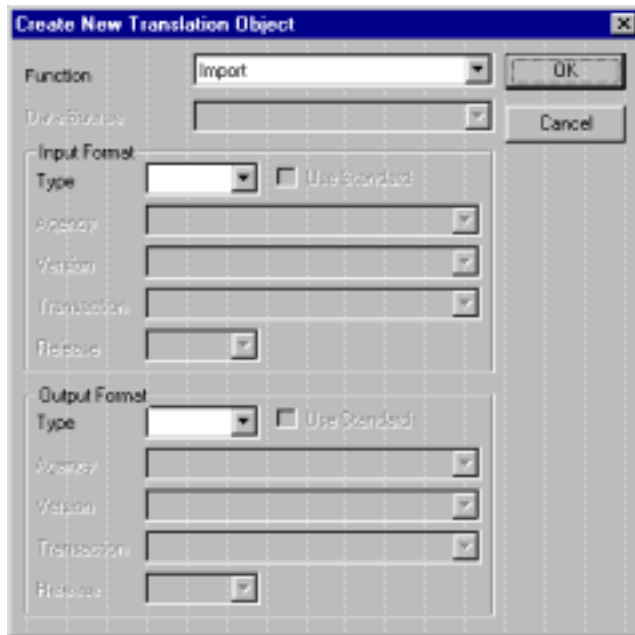 Create New Translation Object
Function
Import
OK
Data Source
Cancel
Input Format
Type
Use Standard
Agency
Version
Transaction
Release
Output Format
Type
Use Standard
Agency
Version
Transaction
Release